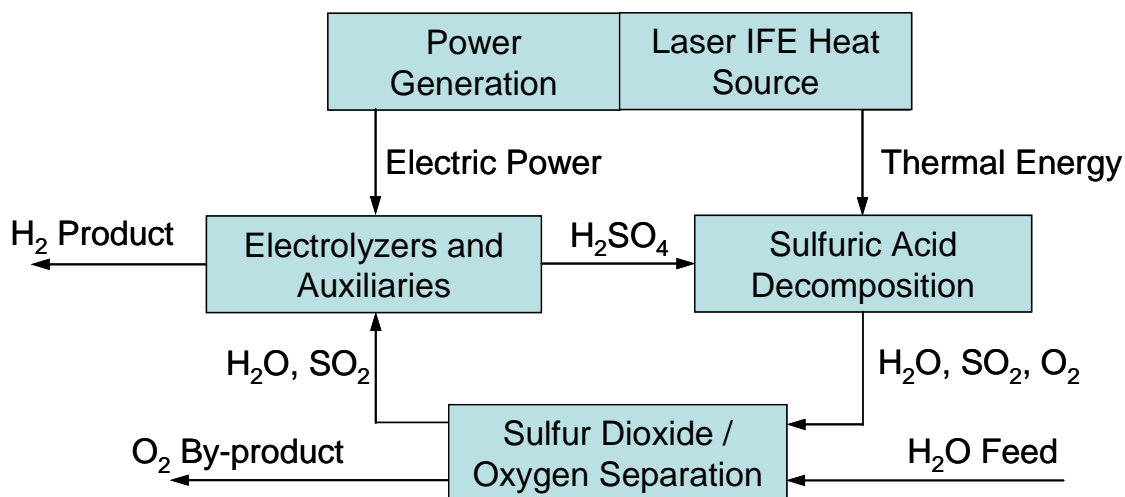 Power
Generation
Laser IFE Heat
Source
Electric Power
Thermal Energy
H₂ Product
Electrolyzers and
Auxiliaries
H₂SO₄
Sulfuric Acid
Decomposition
H₂O, SO₂
H₂O, SO₂, O₂
O₂ By-product
Sulfur Dioxide /
Oxygen Separation
H₂O Feed